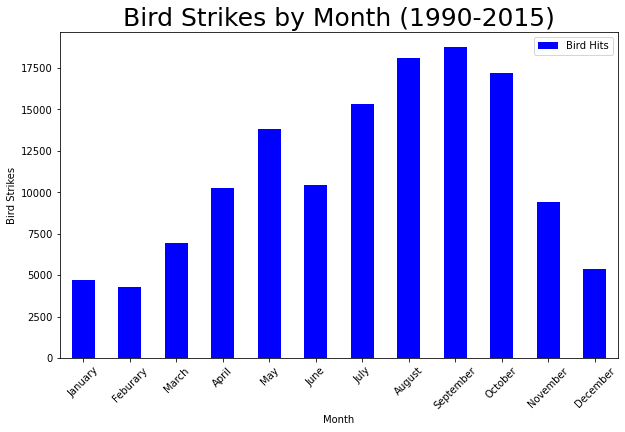 Bird Strikes by Month (1990-2015)
Bird Hits
17500
15000
12500
10000
7500
5000
2500
0
Bird Strikes
January
Feburary
March
April
May
June
July
August
September
October
November
December
Month